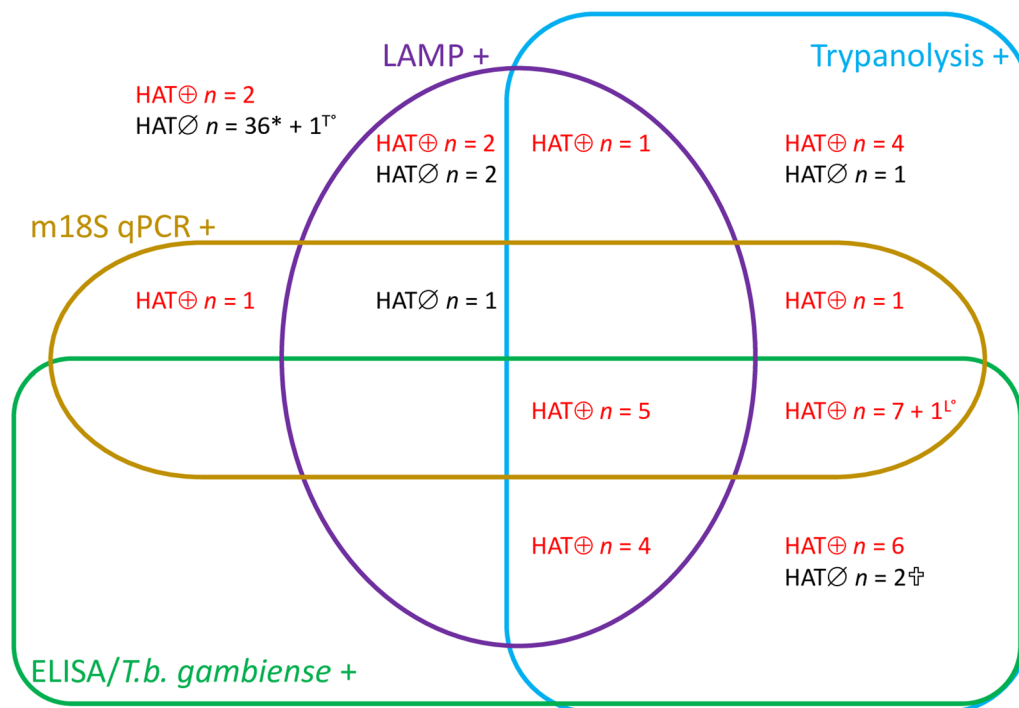 LAMP +
Trypanolysis +
HAT⊕ n = 2
HAT∅ n = 36* + 1ᵀ°
HAT⊕ n = 2
HAT∅ n = 2
HAT⊕ n = 1
HAT⊕ n = 4
HAT∅ n = 1
m18S qPCR +
HAT⊕ n = 1
HAT∅ n = 1
HAT⊕ n = 1
HAT⊕ n = 5
HAT⊕ n = 7 + 1ᴸ°
HAT⊕ n = 4
HAT⊕ n = 6
HAT∅ n = 2✞
ELISA/T.b. gambiense +